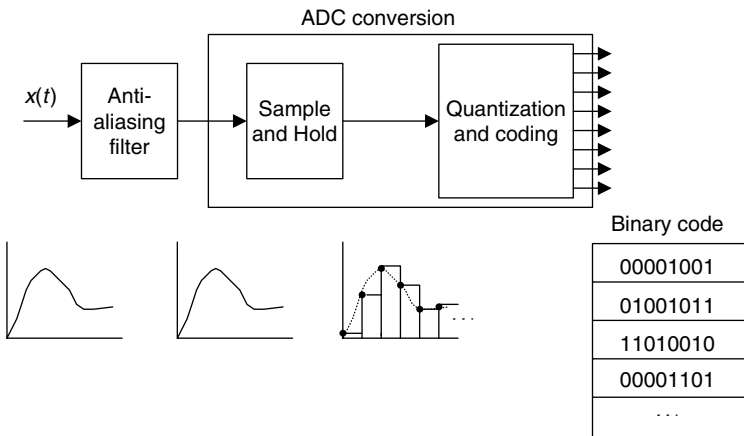 ADC conversion
x(t)
Anti-
aliasing
filter
Sample
and Hold
Quantization
and coding
Binary code
00001001
01001011
11010010
00001101
. . .
. . .